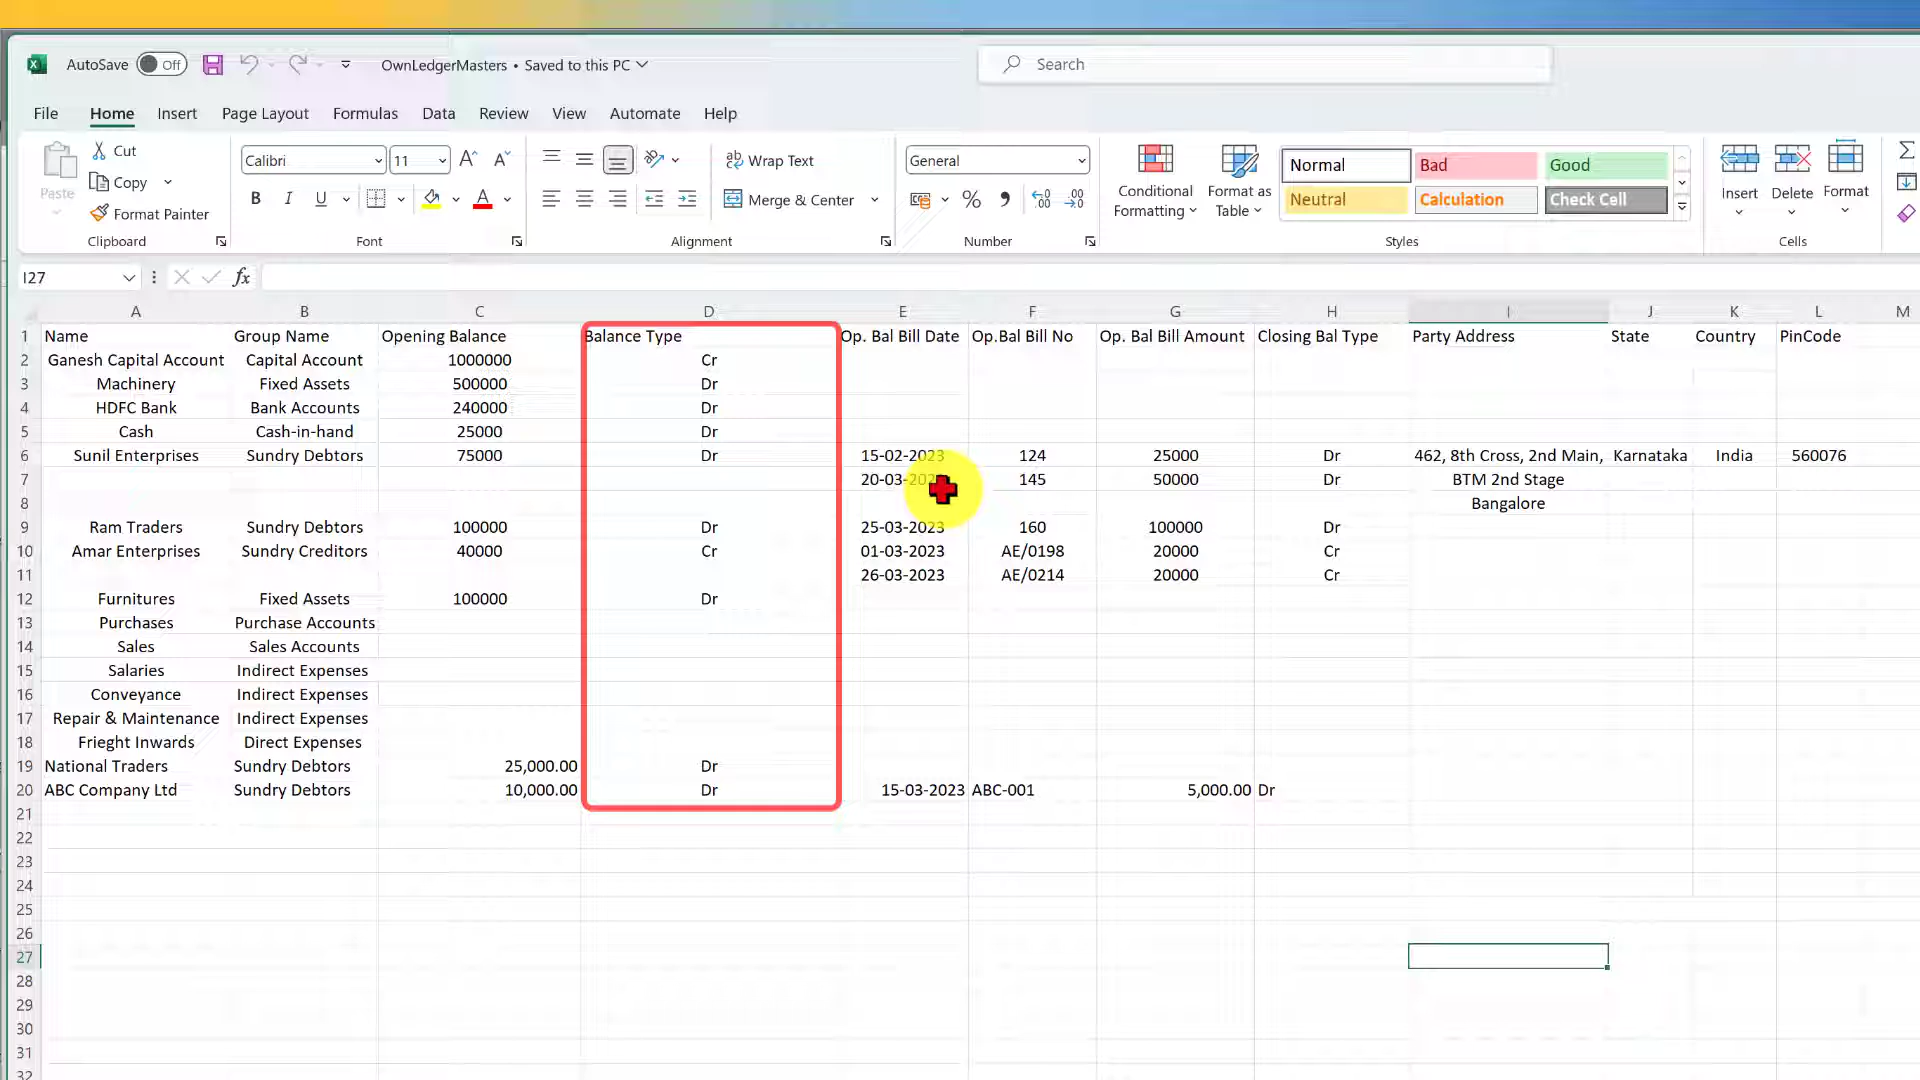 AutoSave Off OwnLedgerMasters • Saved to this PC Search
File Home Insert Page Layout Formulas Data Review View Automate Help
Paste Cut Copy Format Painter Clipboard
Calibri 11 A^ A B I U A Font
ab Wrap Text Merge & Center Alignment
General % Number
Conditional Formatting Format as Table Normal Bad Good Neutral Calculation Check Cell Styles
Insert Delete Format Cells
I27 fx
A B C D E F G H I J K L M
1 Name Group Name Opening Balance Balance Type Op. Bal Bill Date Op.Bal Bill No Op. Bal Bill Amount Closing Bal Type Party Address State Country PinCode
2 Ganesh Capital Account Capital Account 1000000 Cr
3 Machinery Fixed Assets 500000 Dr
4 HDFC Bank Bank Accounts 240000 Dr
5 Cash Cash-in-hand 25000 Dr
6 Sunil Enterprises Sundry Debtors 75000 Dr 15-02-2023 124 25000 Dr 462, 8th Cross, 2nd Main, Karnataka India 560076
7 145 50000 Dr BTM 2nd Stage
8 Bangalore
9 Ram Traders Sundry Debtors 100000 Dr 25-03-2023 160 100000 Dr
10 Amar Enterprises Sundry Creditors 40000 Cr 01-03-2023 AE/0198 20000 Cr
11 26-03-2023 AE/0214 20000 Cr
12 Furnitures Fixed Assets 100000 Dr
13 Purchases Purchase Accounts
14 Sales Sales Accounts
15 Salaries Indirect Expenses
16 Conveyance Indirect Expenses
17 Repair & Maintenance Indirect Expenses
18 Frieght Inwards Direct Expenses
19 National Traders Sundry Debtors 25,000.00 Dr
20 ABC Company Ltd Sundry Debtors 10,000.00 Dr 15-03-2023 ABC-001 5,000.00 Dr
21
22
23
24
25
26
27
28
29
30
31
32